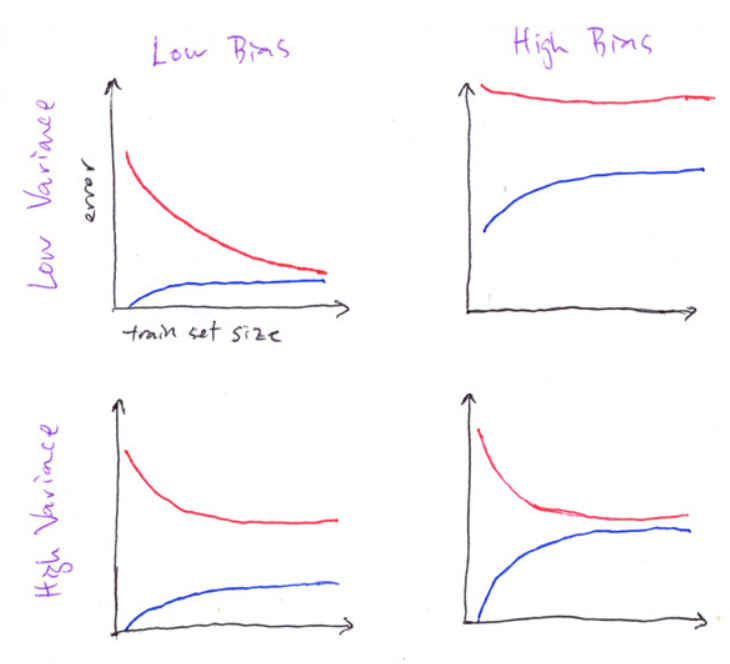 Low Bias
High Bias
Low Variance
error
train set size
High Variance